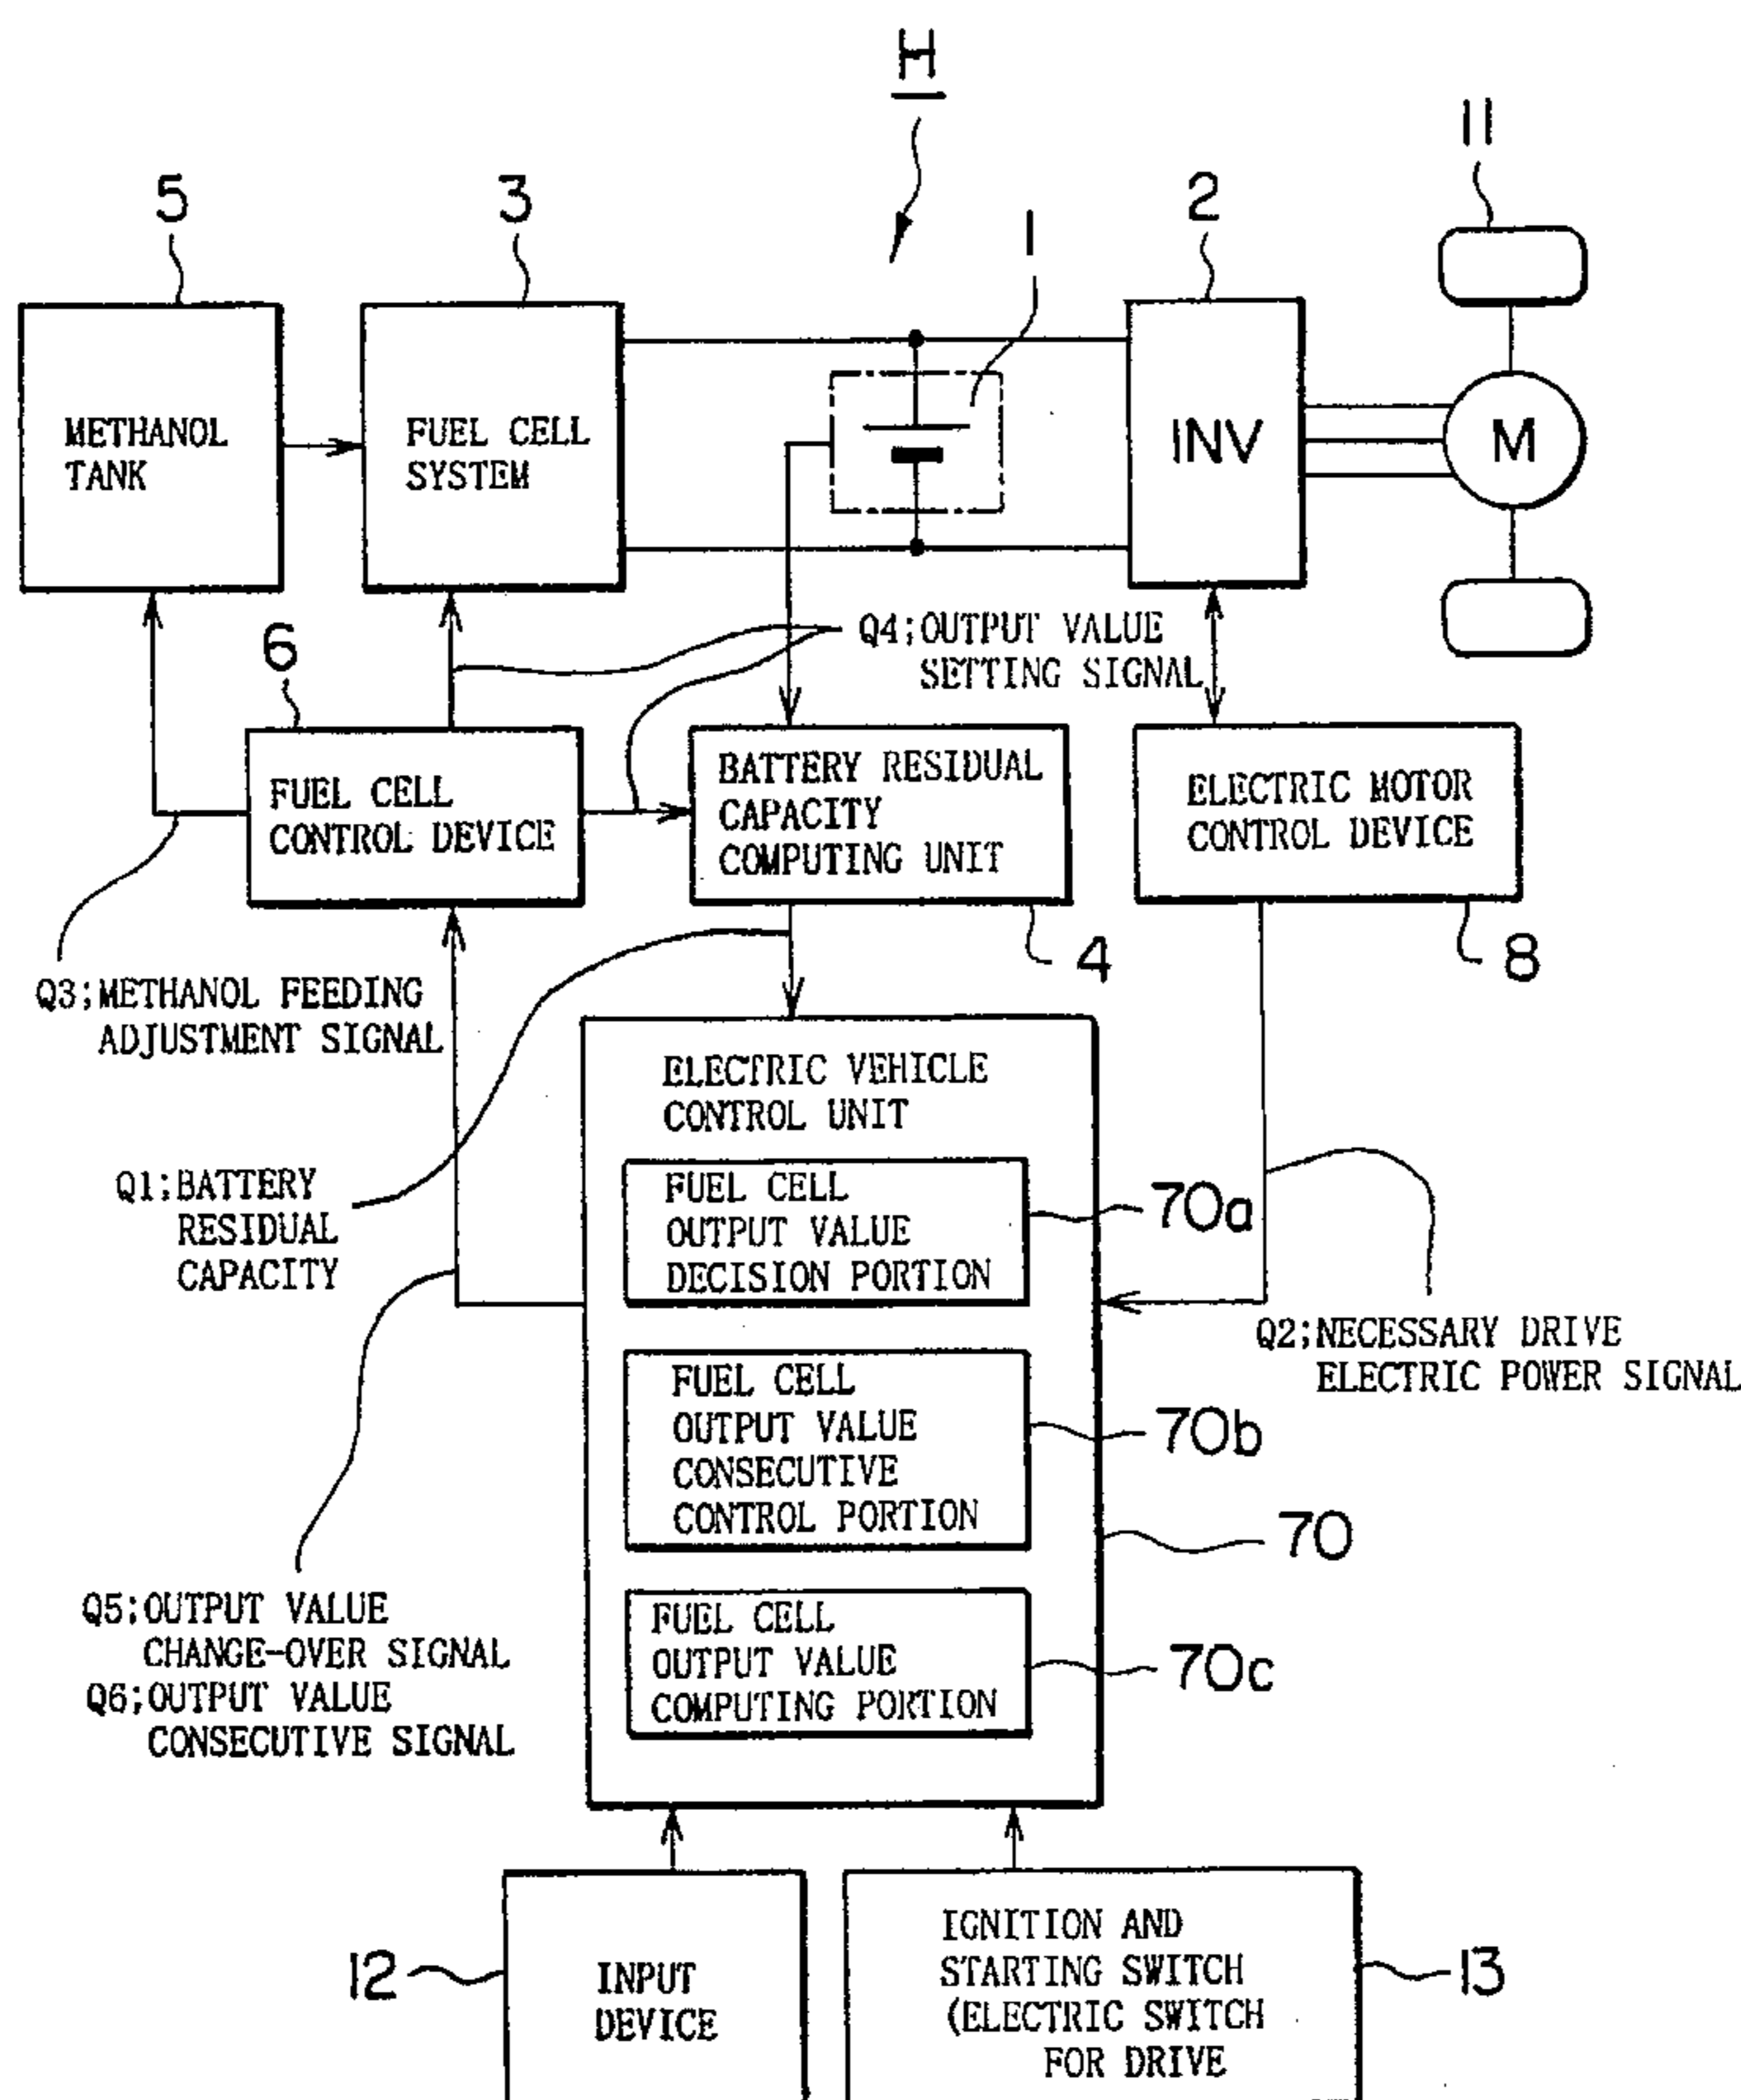 H
11
5
3
1
2
METHANOL
TANK
FUEL CELL
SYSTEM
INV
M
Q4;OUTPUT VALUE
SETTING SIGNAL
6
FUEL CELL
CONTROL DEVICE
BATTERY RESIDUAL
CAPACITY
COMPUTING UNIT
ELECTRIC MOTOR
CONTROL DEVICE
4
8
Q3;METHANOL FEEDING
ADJUSTMENT SIGNAL
ELECTRIC VEHICLE
CONTROL UNIT
Q1;BATTERY
RESIDUAL
CAPACITY
FUEL CELL
OUTPUT VALUE
DECISION PORTION
70a
Q2;NECESSARY DRIVE
ELECTRIC POWER SIGNAL
FUEL CELL
OUTPUT VALUE
CONSECUTIVE
CONTROL PORTION
70b
70
Q5;OUTPUT VALUE
CHANGE-OVER SIGNAL
Q6;OUTPUT VALUE
CONSECUTIVE SIGNAL
FUEL CELL
OUTPUT VALUE
COMPUTING PORTION
70c
12
INPUT
DEVICE
IGNITION AND
STARTING SWITCH
(ELECTRIC SWITCH
FOR DRIVE
13